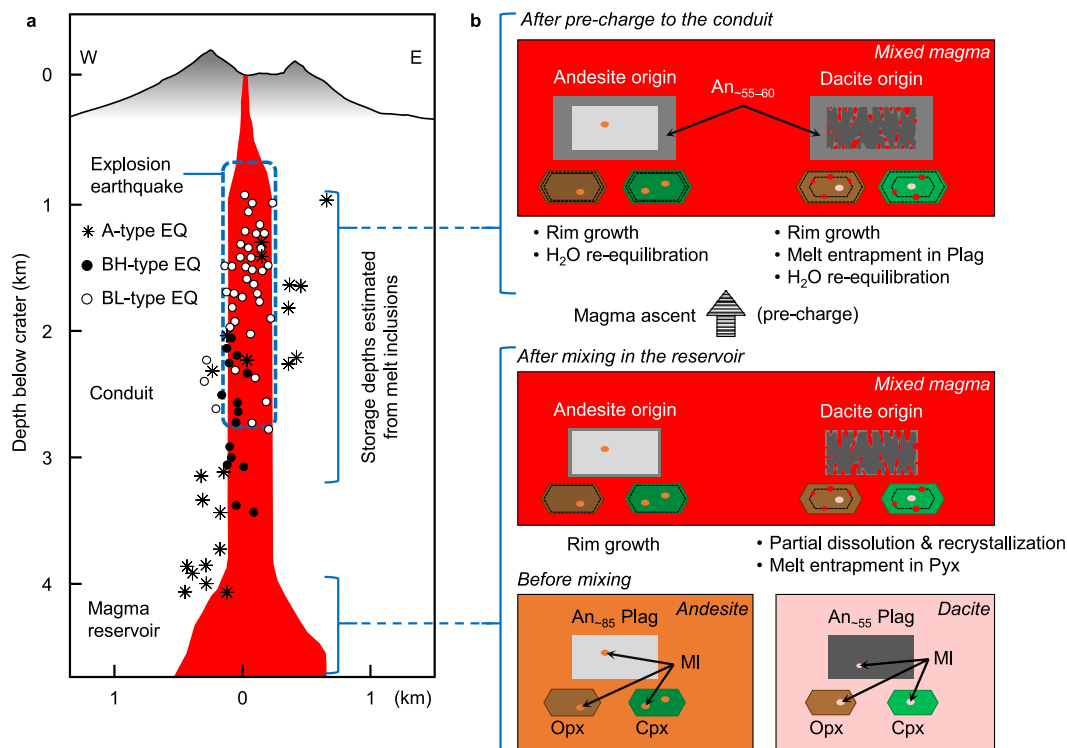 a
W
E
0
Explosion
earthquake
1
A-type EQ
BH-type EQ
BL-type EQ
2
Conduit
3
4
Magma
reservoir
Depth below crater (km)
Storage depths estimated
from melt inclusions
1
0
1
(km)
b
After pre-charge to the conduit
Mixed magma
Andesite origin
An~55–60
Dacite origin
• Rim growth
• H2O re-equilibration
• Rim growth
• Melt entrapment in Plag
• H2O re-equilibration
Magma ascent
(pre-charge)
After mixing in the reservoir
Mixed magma
Andesite origin
Dacite origin
Rim growth
• Partial dissolution & recrystallization
• Melt entrapment in Pyx
Before mixing
Andesite
An~85 Plag
MI
Opx
Cpx
Dacite
An~55 Plag
MI
Opx
Cpx